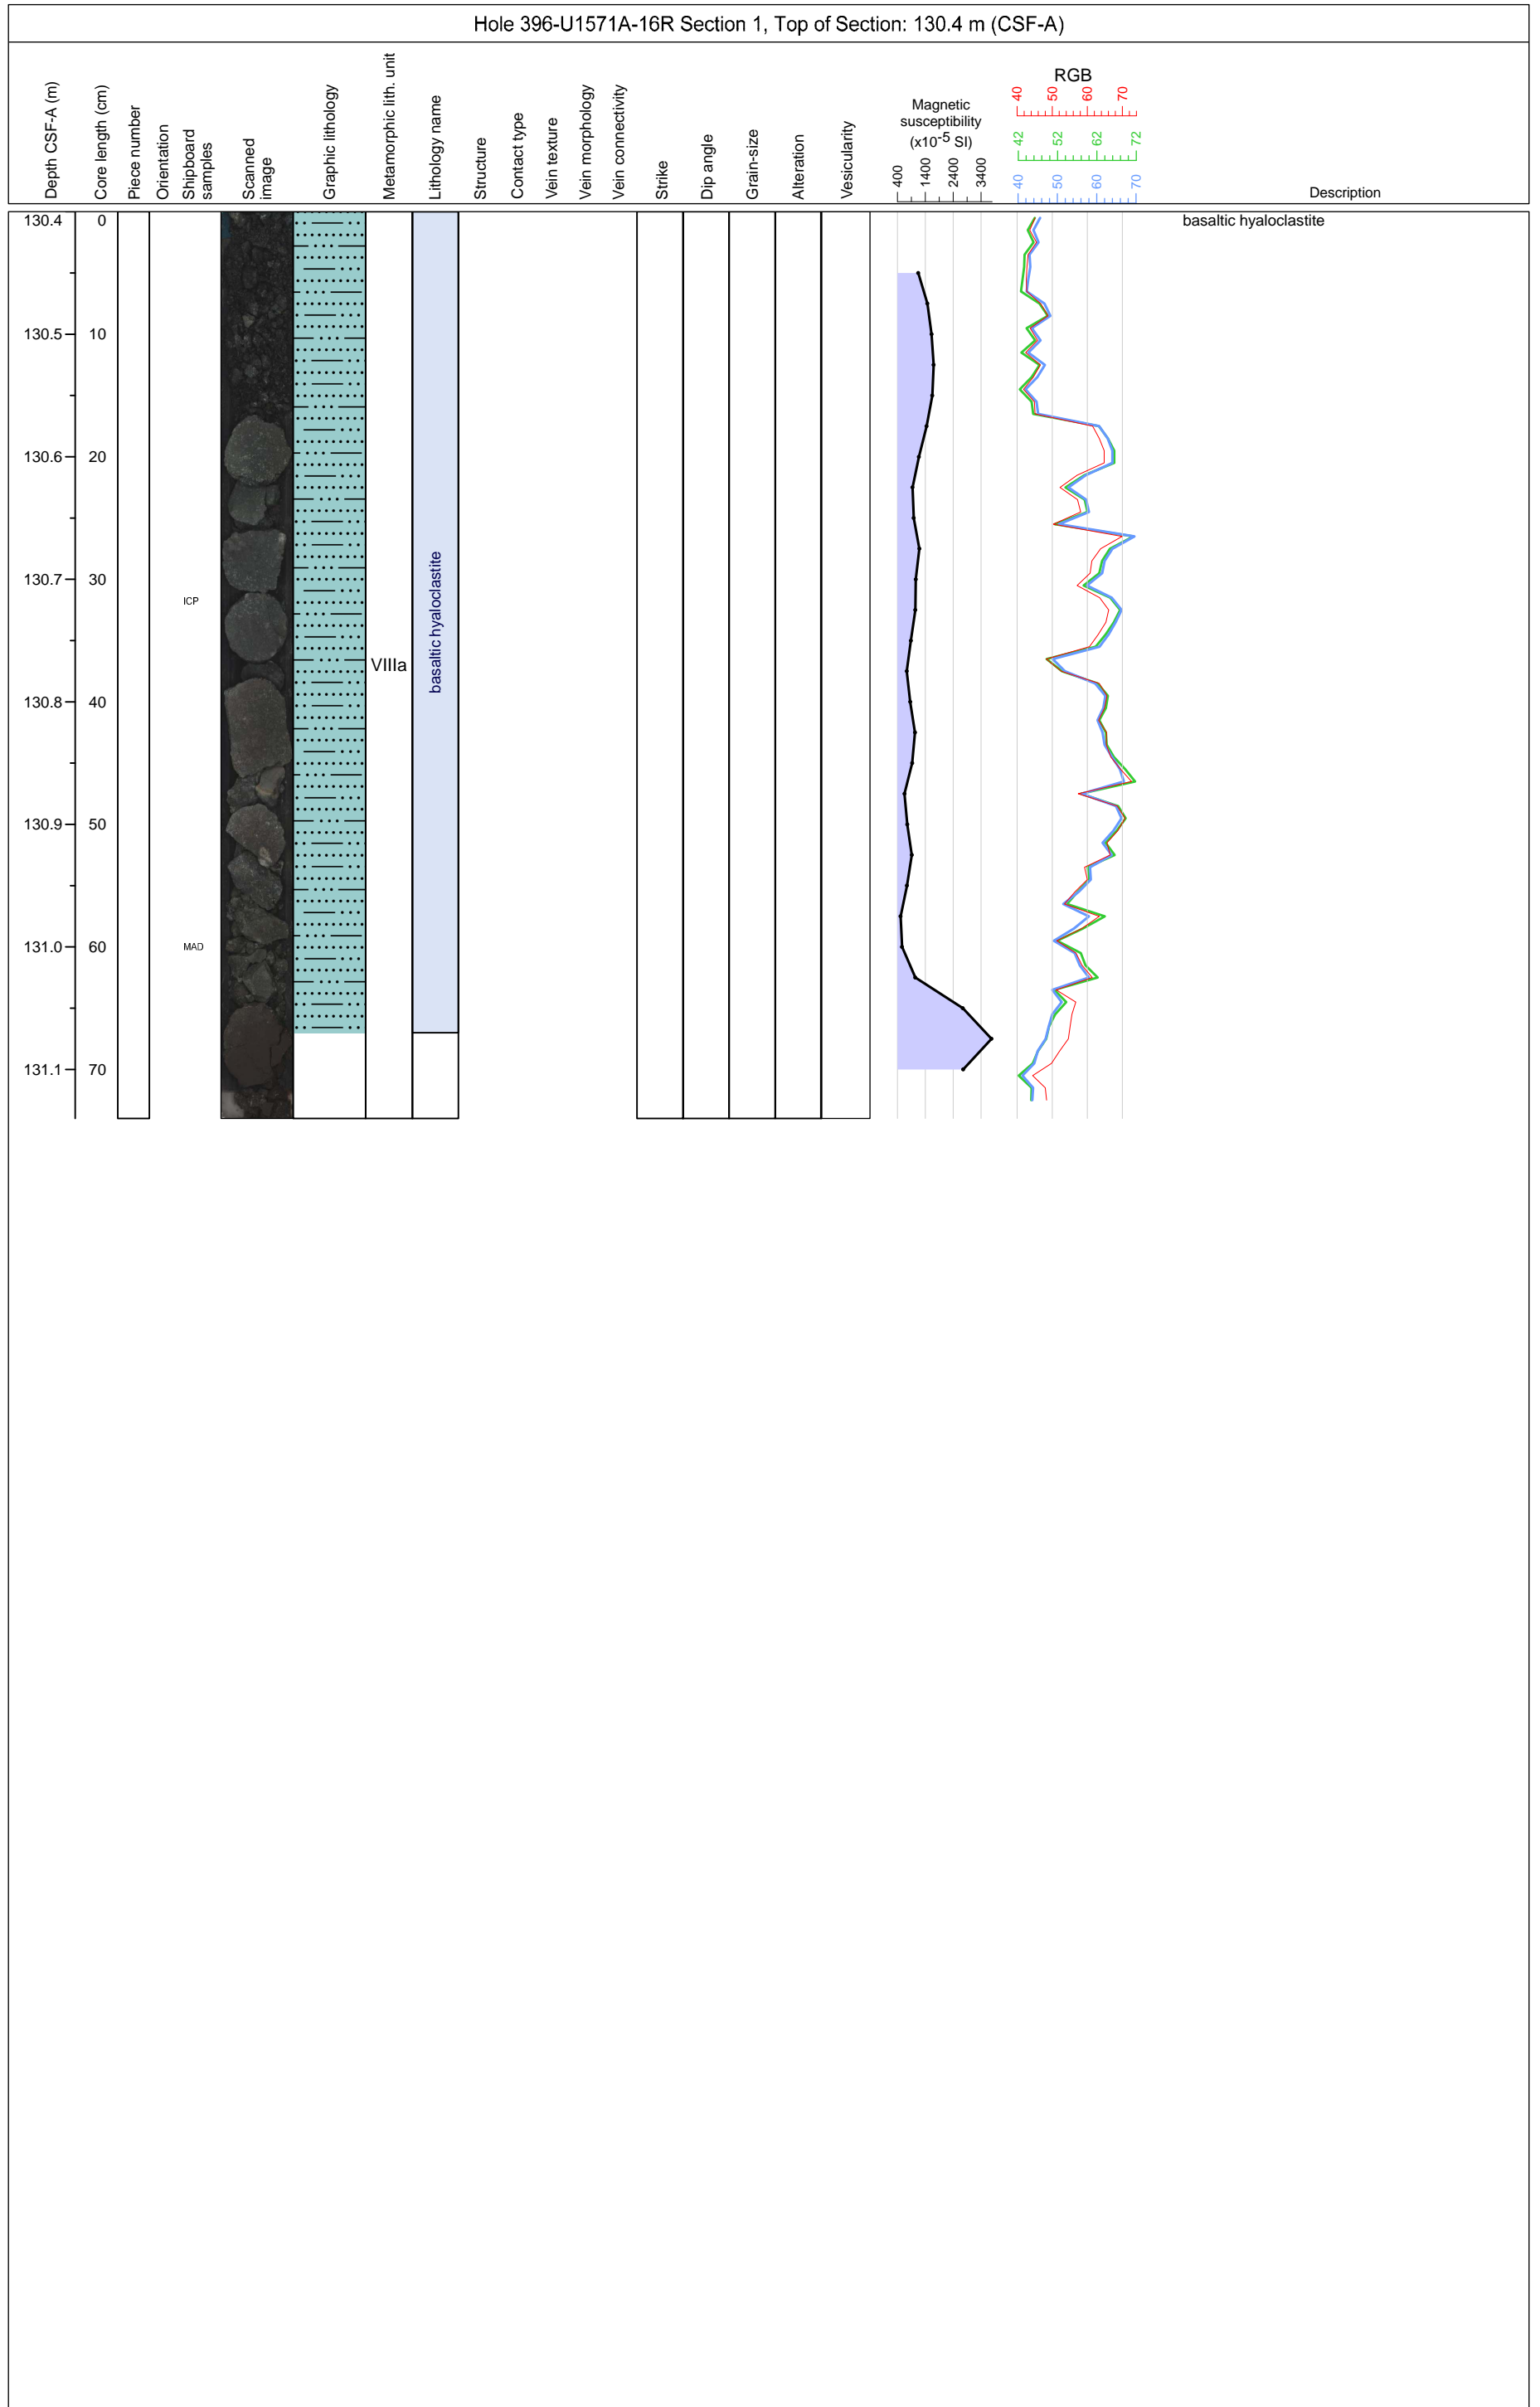 Hole 396-U1571A-16R Section 1, Top of Section: 130.4 m (CSF-A)
Depth CSF-A (m)
Core length (cm)
Piece number
Orientation
Shipboard
samples
Scanned
image
Graphic lithology
Metamorphic lith. unit
Lithology name
Structure
Contact type
Vein texture
Vein morphology
Vein connectivity
Strike
Dip angle
Grain-size
Alteration
Vesicularity
Magnetic
susceptibility
(x10-5 SI)
400 1400 2400 3400
RGB
40 50 60 70
42 52 62 72
40 50 60 70
Description
130.4 0
basaltic hyaloclastite
130.5 10
130.6 20
130.7 30
ICP
VIIIa
basaltic hyaloclastite
130.8 40
130.9 50
131.0 60
MAD
131.1 70